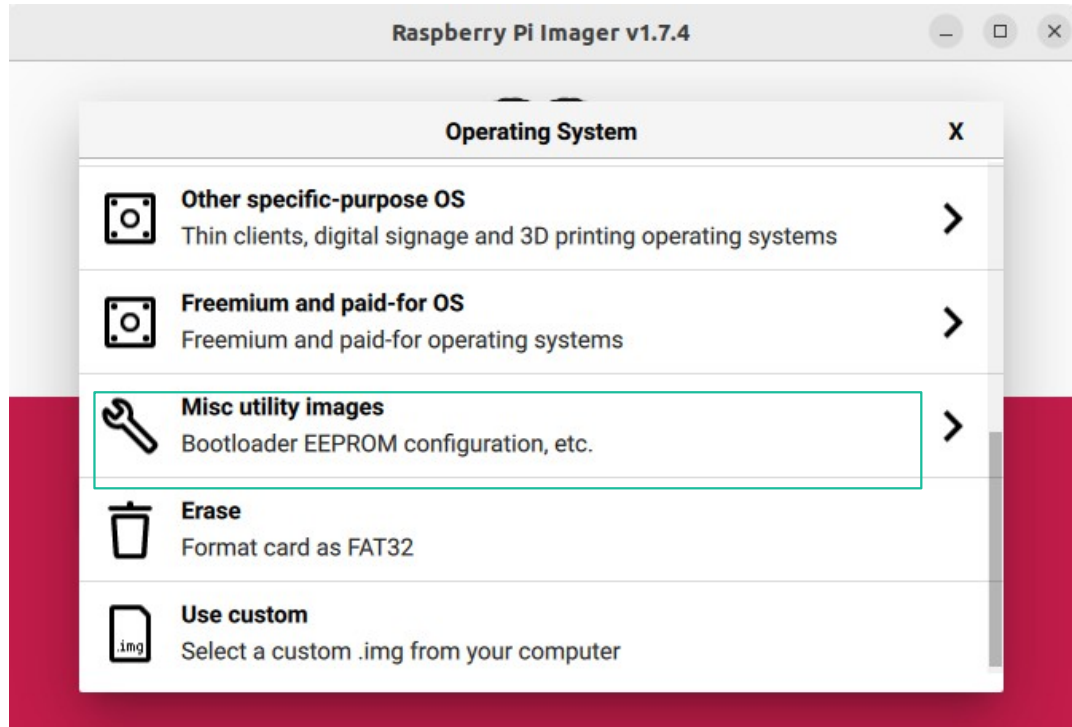 Raspberry Pi Imager v1.7.4
Operating System
X
Other specific-purpose OS
Thin clients, digital signage and 3D printing operating systems
Freemium and paid-for OS
Freemium and paid-for operating systems
Misc utility images
Bootloader EEPROM configuration, etc.
Erase
Format card as FAT32
Use custom
.img
Select a custom .img from your computer